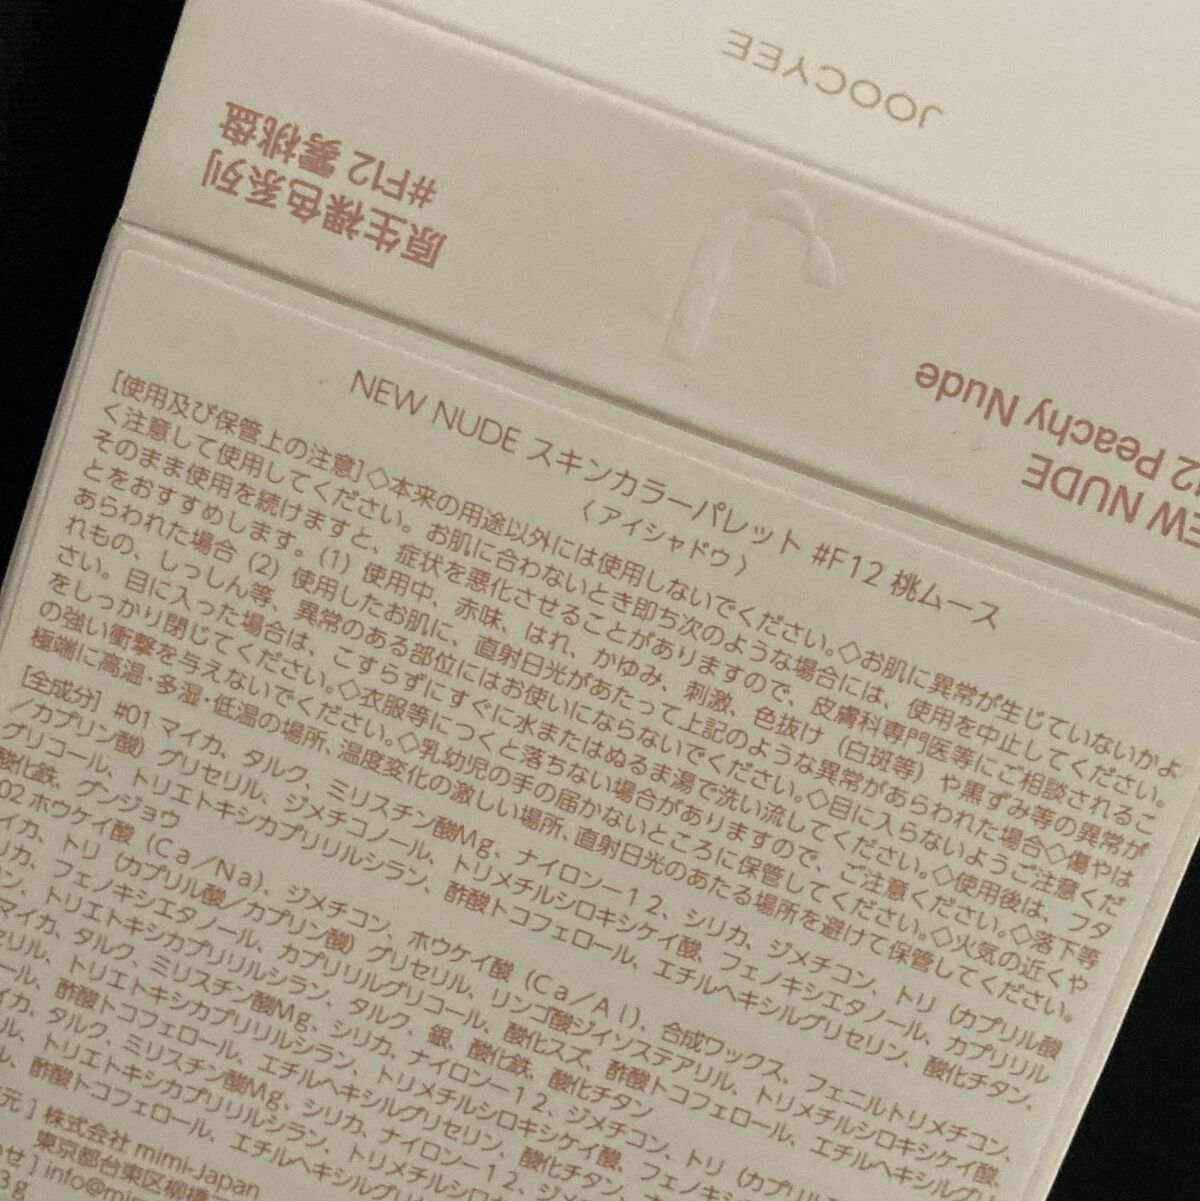 JOOCYEE
原生裸色系列
#F12 雾桃盘
NEW NUDE
Peachy Nude
NEW NUDE スキンカラーパレット #F12 桃ムース
〈アイシャドウ〉
[使用及び保管上の注意]◇本来の用途以外には使用しないでください。◇お肌に異常が生じていないかよ
く注意して使用してください。お肌に合わないとき即ち次のような場合には、使用を中止してください。
そのまま使用を続けますと、症状を悪化させることがありますので、皮膚科専門医等にご相談されるこ
とをおすすめします。(1) 使用中、赤味、はれ、かゆみ、刺激、色抜け（白斑等）や黒ずみ等の異常が
あらわれた場合 (2) 使用したお肌に、直射日光があたって上記のような異常があらわれた場合◇傷やは
れもの、しっしん等、異常のある部位にはお使いにならないでください。◇目に入らないようご注意くだ
さい。目に入った場合は、こすらずにすぐに水またはぬるま湯で洗い流してください。◇使用後は、フタ
をしっかり閉じてください。◇衣服等につくと落ちない場合がありますので、ご注意ください。◇落下等
の強い衝撃を与えないでください。◇乳幼児の手の届かないところに保管してください。◇火気の近くや
極端に高温・多湿・低温の場所、温度変化の激しい場所、直射日光のあたる場所を避けて保管してください。
[全成分] #01 マイカ、タルク、ミリスチン酸Mg、ナイロン－１２、シリカ、ジメチコン、トリ（カプリル酸
／カプリン酸）グリセリル、ジメチコノール、トリメチルシロキシケイ酸、フェノキシエタノール、カプリリル
グリコール、トリエトキシカプリリルシラン、酢酸トコフェロール、エチルヘキシルグリセリン、酸化チタン、
酸化鉄、グンジョウ
02 ホウケイ酸（Ｃａ／Ｎａ）、ジメチコン、ホウケイ酸（Ｃａ／Ａｌ）、合成ワックス、フェニルトリメチコン、
イカ、トリ（カプリル酸／カプリン酸）グリセリル、リンゴ酸ジイソステアリル、トリメチルシロキシケイ酸、
リカ、フェノキシエタノール、カプリリルグリコール、酸化スズ、酢酸トコフェロール、エチルヘキシルグリ
ン、トリエトキシカプリリルシラン、タルク、銀、酸化鉄、酸化チタン
マイカ、タルク、ミリスチン酸Mg、シリカ、ナイロン－１２、ジメチコン、トリ（カプリル
セリル、トリエトキシカプリリルシラン、トリメチルシロキシケイ酸、フェノキ
ール、酢酸トコフェロール、エチルヘキシルグリセリン、酸化チタン
イカ、タルク、ミリスチン酸Mg、シリカ、ナイロン－１２、ジメチ
ル、トリエトキシカプリリルシラン、トリメチルシロキ
ル、酢酸トコフェロール、エチルヘキシルグリ
元] 株式会社 mimi-Japan
東京都台東区柳橋
わせ] info@mim
3g